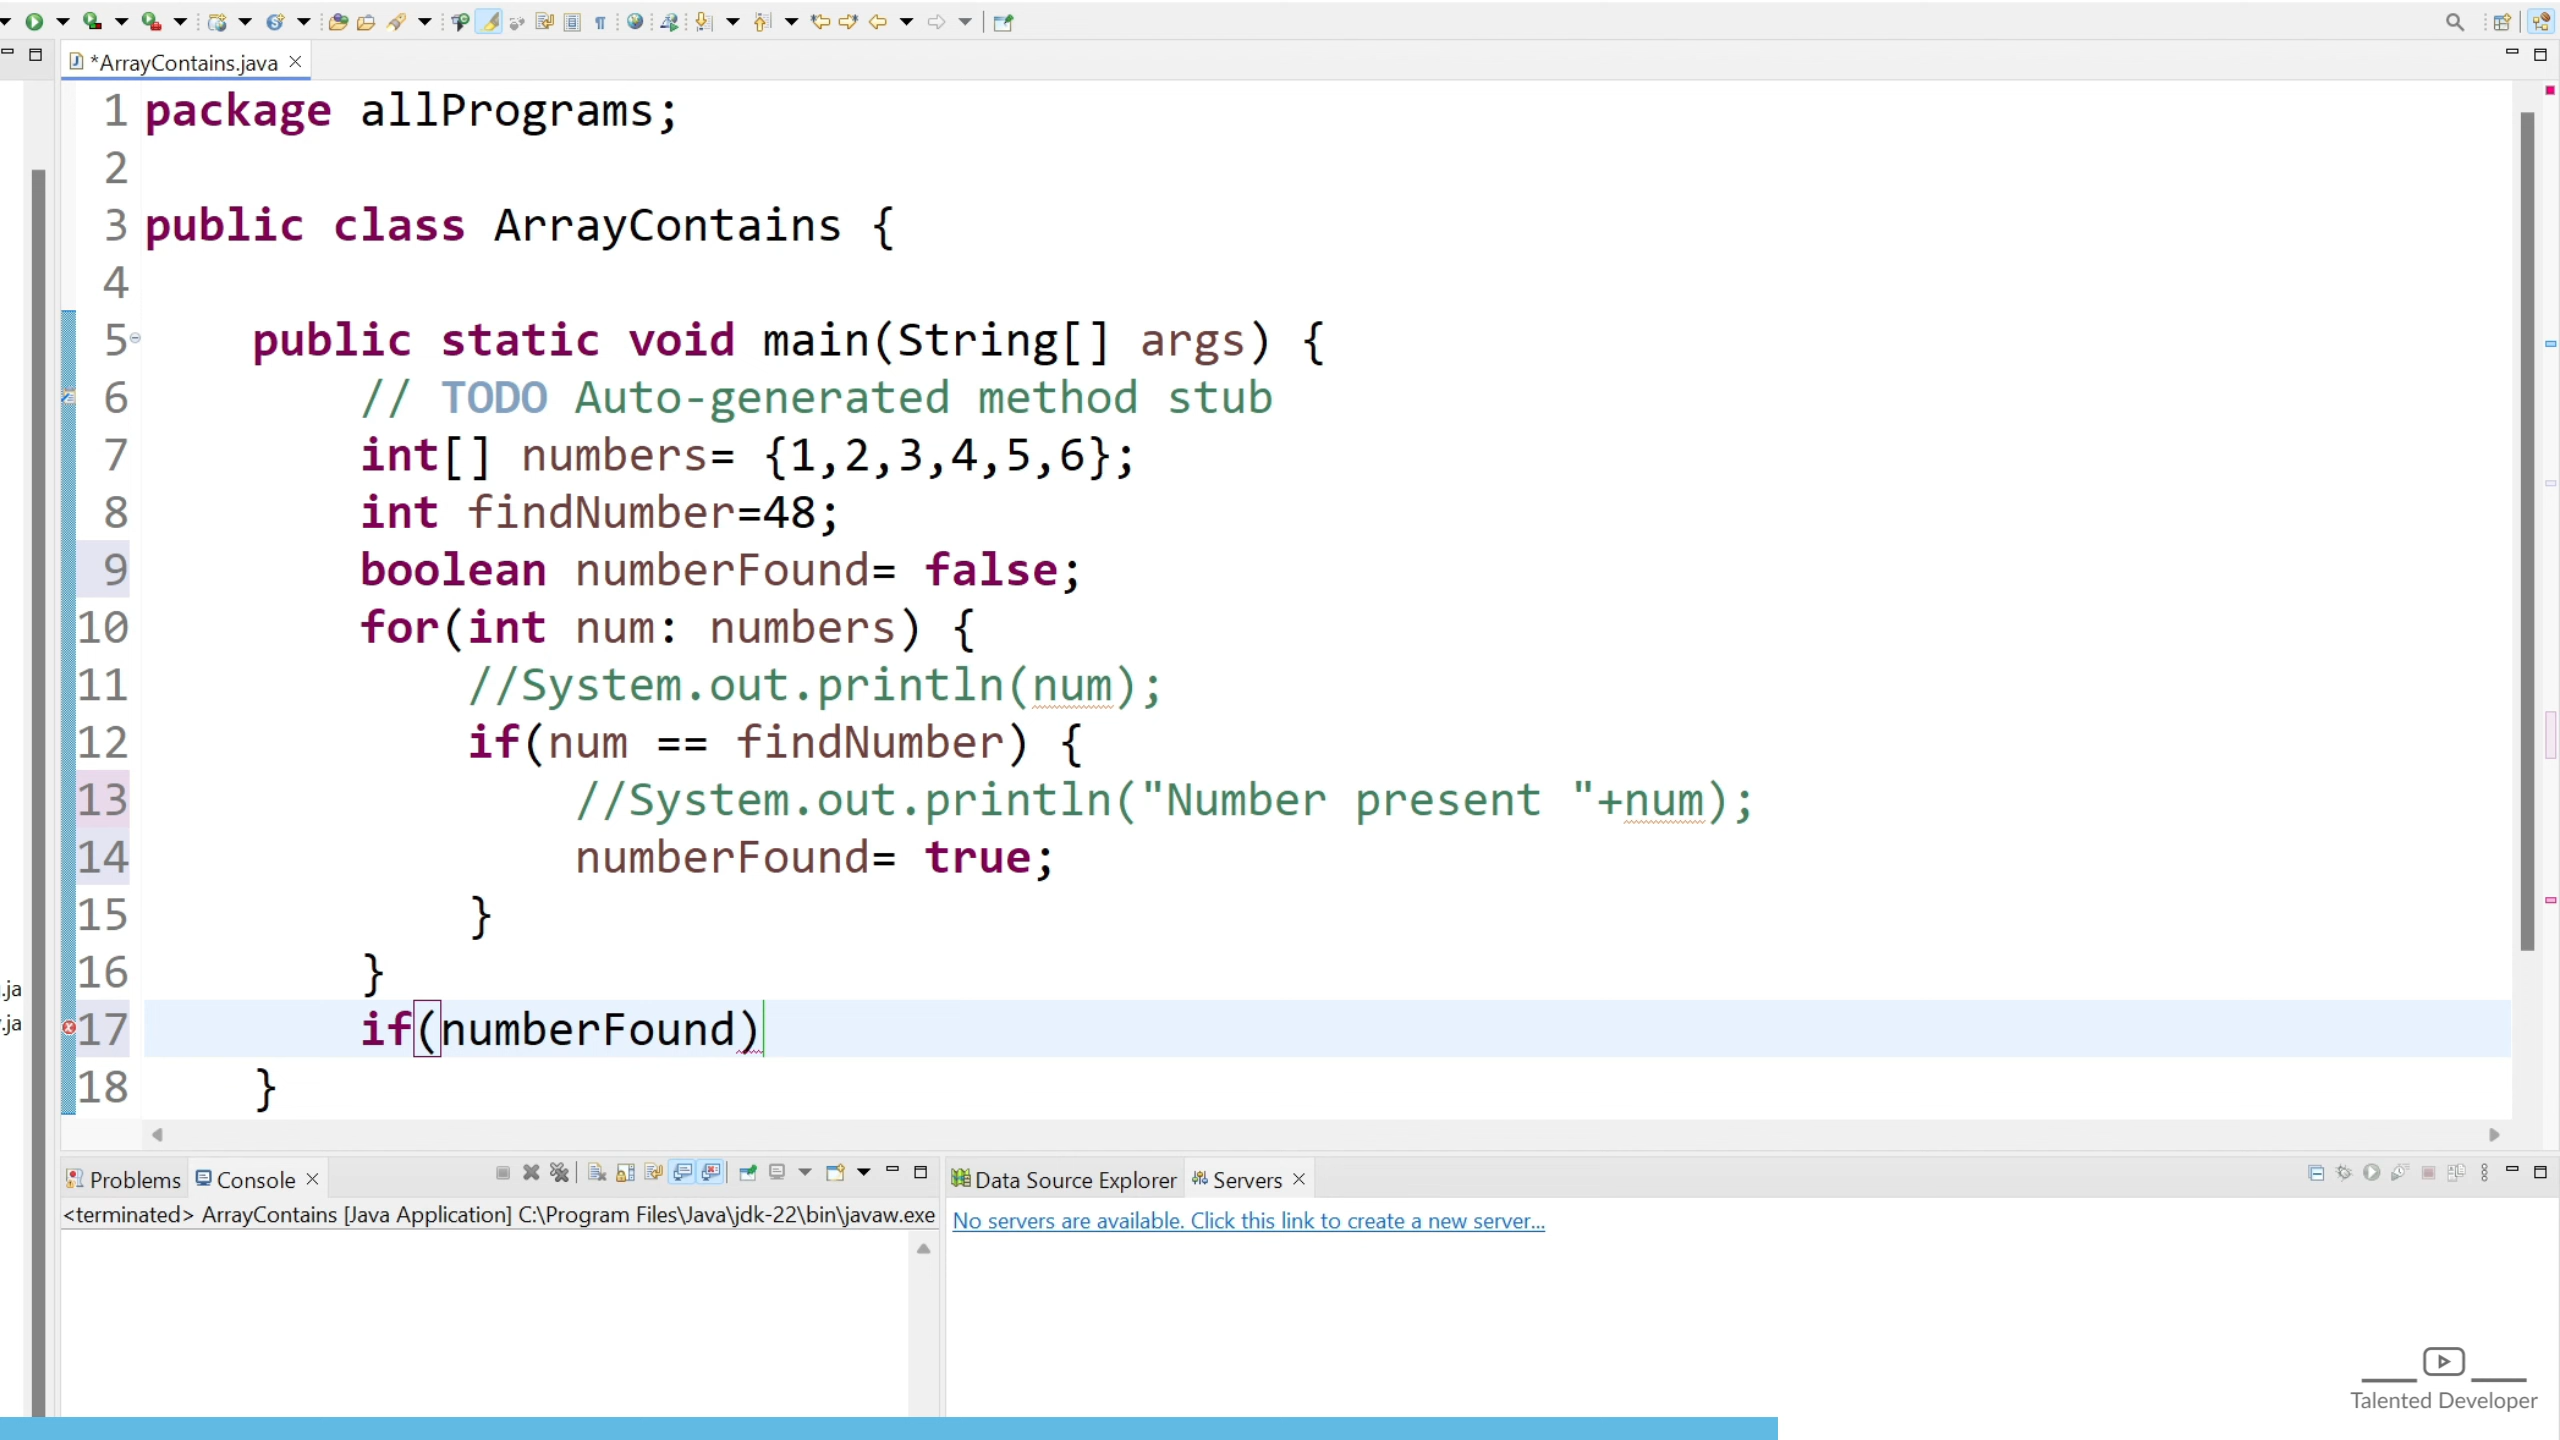 *ArrayContains.java
1 package allPrograms;
2
3 public class ArrayContains {
4
5 public static void main(String[] args) {
6 // TODO Auto-generated method stub
7 int[] numbers= {1,2,3,4,5,6};
8 int findNumber=48;
9 boolean numberFound= false;
10 for(int num: numbers) {
11 //System.out.println(num);
12 if(num == findNumber) {
13 //System.out.println("Number present "+num);
14 numberFound= true;
15 }
16 }
17 if(numberFound)
18 }
.ja
.ja
Problems Console Data Source Explorer Servers
<terminated> ArrayContains [Java Application] C:\Program Files\Java\jdk-22\bin\javaw.exe
No servers are available. Click this link to create a new server...
Talented Developer